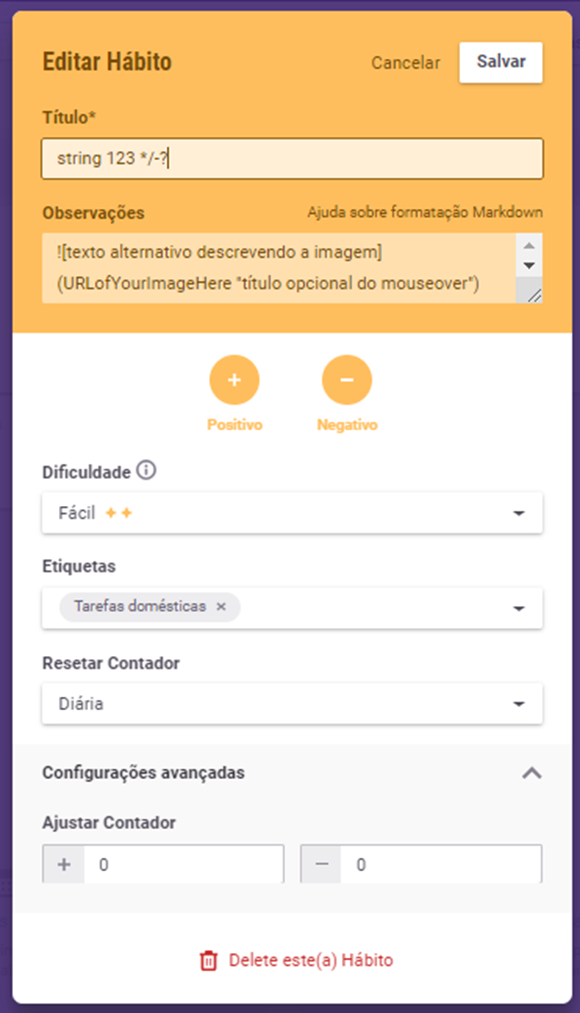 Editar Hábito Cancelar Salvar
Título*
string 123 */-?
Observações Ajuda sobre formatação Markdown
![texto alternativo descrevendo a imagem]
(URLofYourImageHere "título opcional do mouseover")
Positivo Negativo
Dificuldade
Fácil
Etiquetas
Tarefas domésticas ×
Resetar Contador
Diária
Configurações avançadas
Ajustar Contador
+ 0 − 0
Delete este(a) Hábito